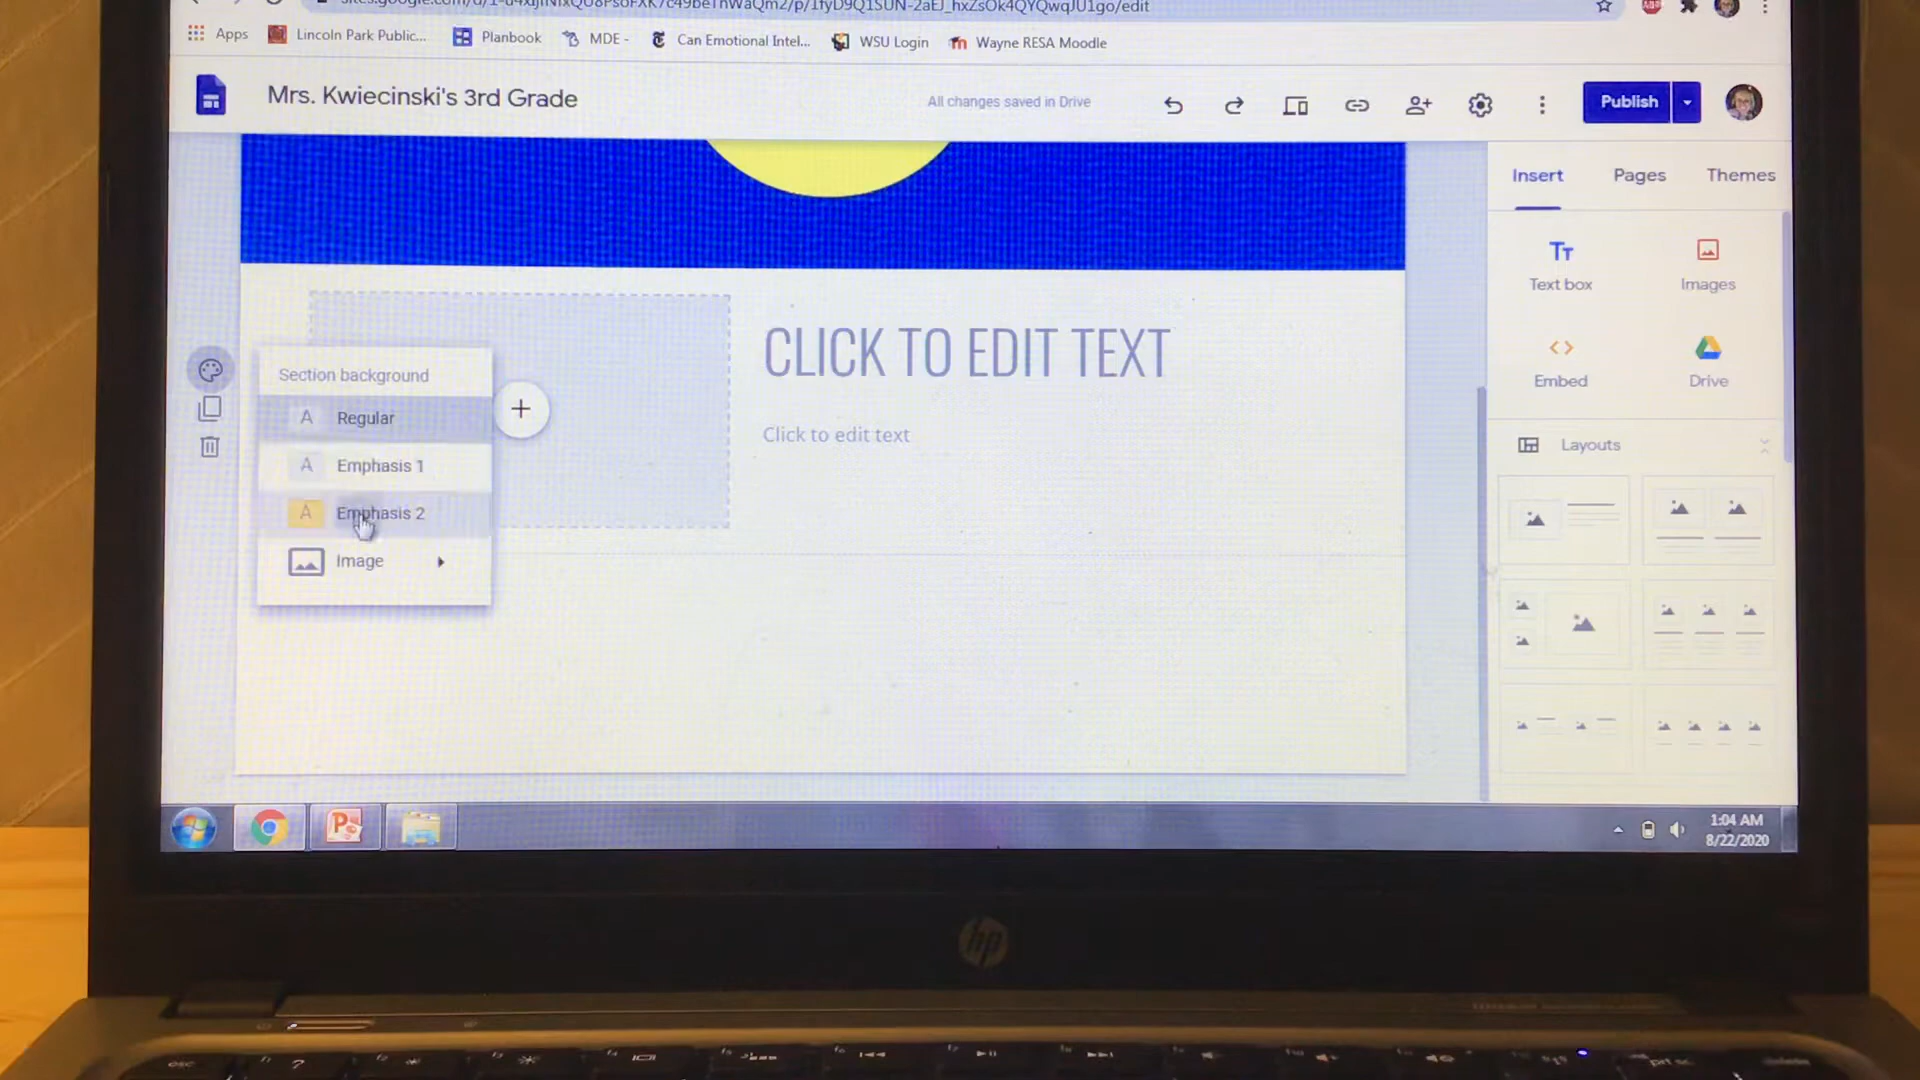 Apps Lincoln Park Public... Planbook MDE - Can Emotional Intel... WSU Login Wayne RESA Moodle
Mrs. Kwiecinski's 3rd Grade All changes saved in Drive Publish
Insert Pages Themes
Text box Images
Embed Drive
Layouts
CLICK TO EDIT TEXT
Click to edit text
Section background
A Regular
A Emphasis 1
A Emphasis 2
Image
1:04 AM
8/22/2020
hp